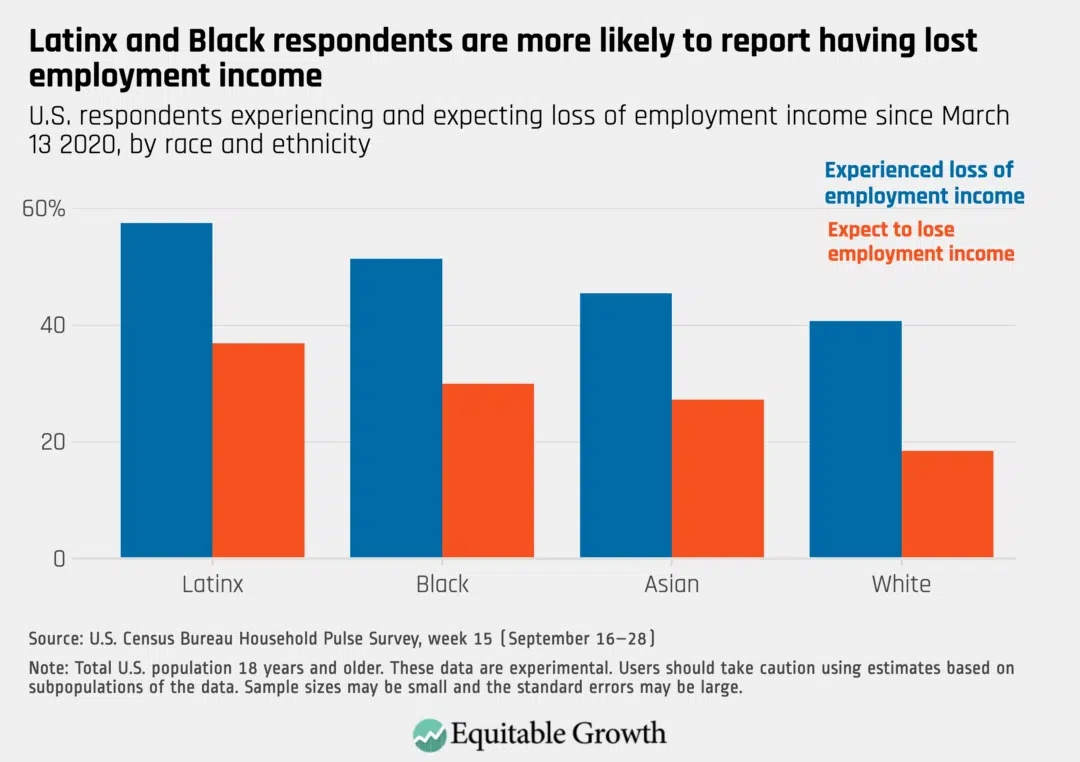 Latinx and Black respondents are more likely to report having lost
employment income
U.S. respondents experiencing and expecting loss of employment income since March
13 2020, by race and ethnicity
Experienced loss of
employment income
Expect to lose
employment income
60%
40
20
0
Latinx
Black
Asian
White
Source: U.S. Census Bureau Household Pulse Survey, week 15 (September 16–28)
Note: Total U.S. population 18 years and older. These data are experimental. Users should take caution using estimates based on
subpopulations of the data. Sample sizes may be small and the standard errors may be large.
Equitable Growth